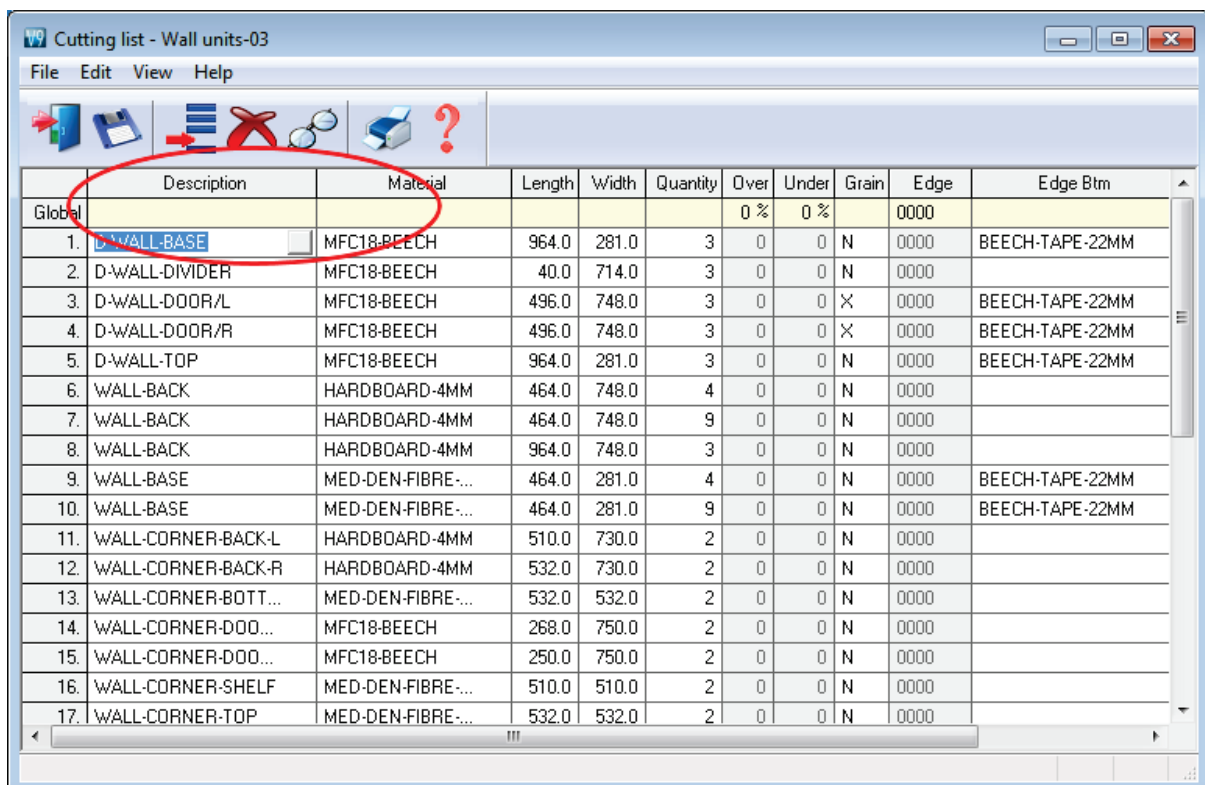 V9 Cutting list - Wall units-03
File Edit View Help
Description Material Length Width Quantity Over Under Grain Edge Edge Btm
Global 0 % 0 % 0000
1. D-WALL-BASE MFC18-BEECH 964.0 281.0 3 0 0 N 0000 BEECH-TAPE-22MM
2. D-WALL-DIVIDER MFC18-BEECH 40.0 714.0 3 0 0 N 0000
3. D-WALL-DOOR/L MFC18-BEECH 496.0 748.0 3 0 0 X 0000 BEECH-TAPE-22MM
4. D-WALL-DOOR/R MFC18-BEECH 496.0 748.0 3 0 0 X 0000 BEECH-TAPE-22MM
5. D-WALL-TOP MFC18-BEECH 964.0 281.0 3 0 0 N 0000 BEECH-TAPE-22MM
6. WALL-BACK HARDBOARD-4MM 464.0 748.0 4 0 0 N 0000
7. WALL-BACK HARDBOARD-4MM 464.0 748.0 9 0 0 N 0000
8. WALL-BACK HARDBOARD-4MM 964.0 748.0 3 0 0 N 0000
9. WALL-BASE MED-DEN-FIBRE-... 464.0 281.0 4 0 0 N 0000 BEECH-TAPE-22MM
10. WALL-BASE MED-DEN-FIBRE-... 464.0 281.0 9 0 0 N 0000 BEECH-TAPE-22MM
11. WALL-CORNER-BACK-L HARDBOARD-4MM 510.0 730.0 2 0 0 N 0000
12. WALL-CORNER-BACK-R HARDBOARD-4MM 532.0 730.0 2 0 0 N 0000
13. WALL-CORNER-BOTT... MED-DEN-FIBRE-... 532.0 532.0 2 0 0 N 0000
14. WALL-CORNER-DOO... MFC18-BEECH 268.0 750.0 2 0 0 N 0000
15. WALL-CORNER-DOO... MFC18-BEECH 250.0 750.0 2 0 0 N 0000
16. WALL-CORNER-SHELF MED-DEN-FIBRE-... 510.0 510.0 2 0 0 N 0000
17. WALL-CORNER-TOP MED-DEN-FIBRE-... 532.0 532.0 2 0 0 N 0000